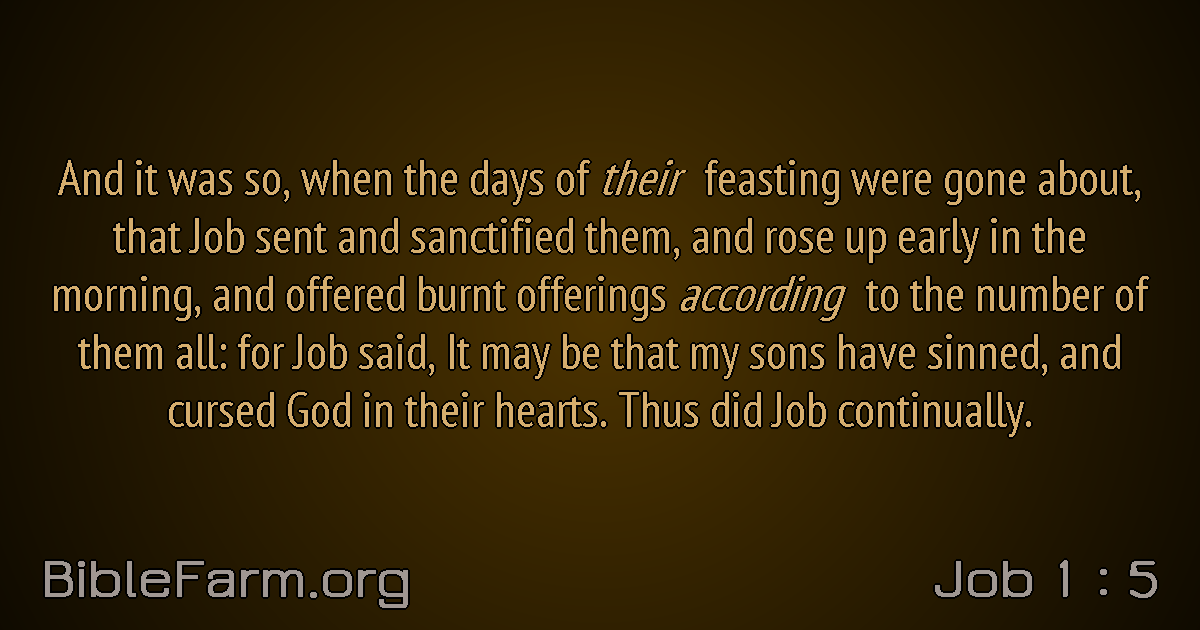 And it was so, when the days of their feasting were gone about,
that Job sent and sanctified them, and rose up early in the
morning, and offered burnt offerings according to the number of
them all: for Job said, It may be that my sons have sinned, and
cursed God in their hearts. Thus did Job continually.
BibleFarm.org
Job 1 : 5